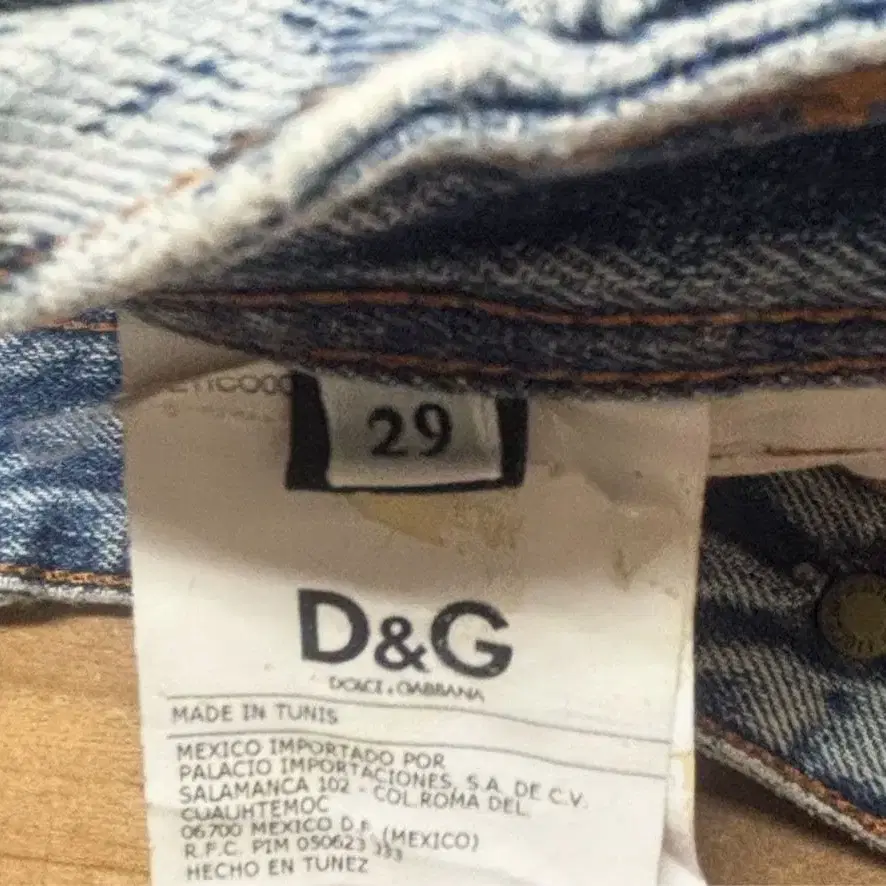 29
D&G
DOLCE & GABBANA
MADE IN TUNIS
MEXICO IMPORTADO POR
PALACIO IMPORTACIONES, S.A. DE C.V.
SALAMANCA 102 - COL.ROMA DEL.
CUAUHTEMOC
06700 MEXICO D.F. (MEXICO)
R.F.C. PIM 050623 333
HECHO EN TUNEZ